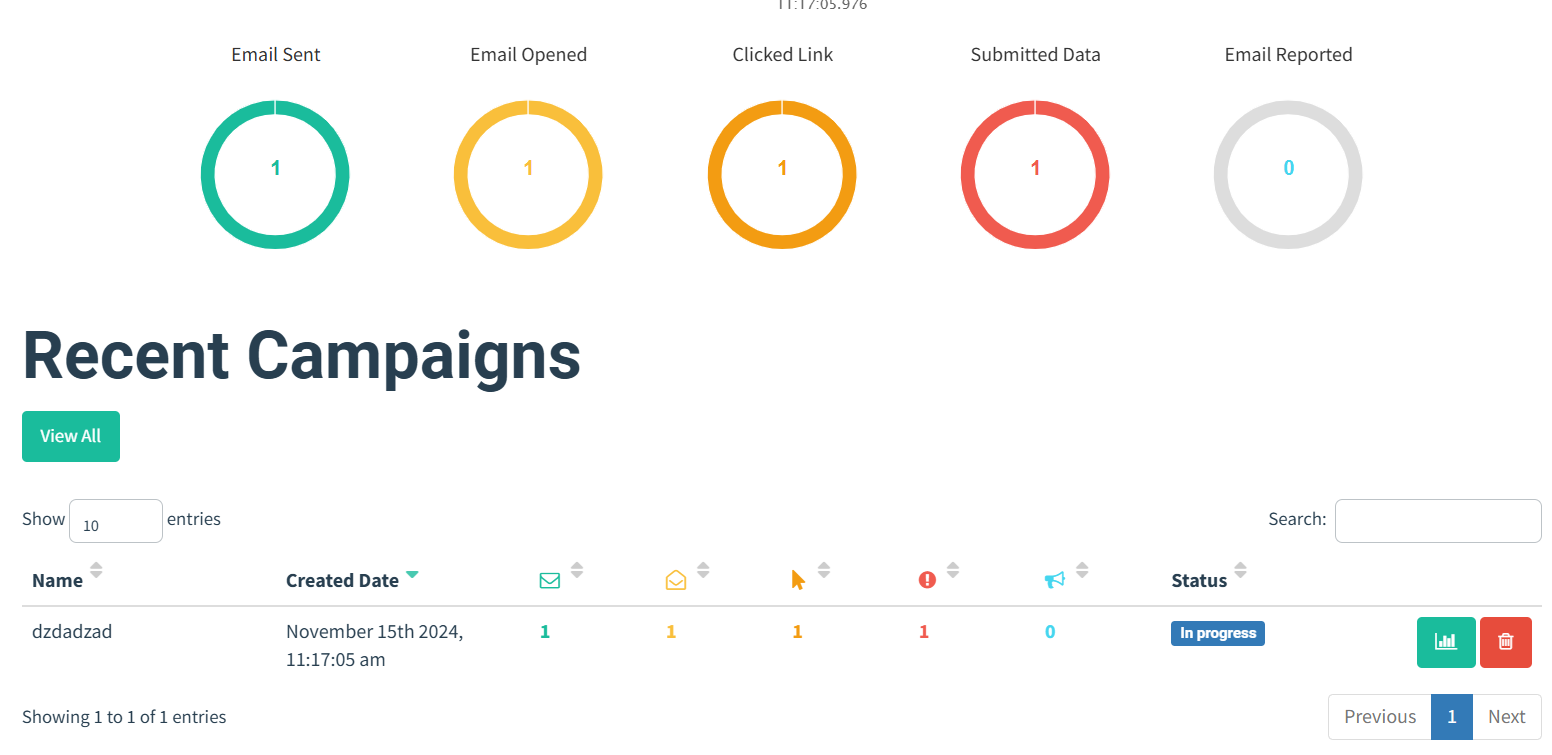 11:17:05.976
Email Sent Email Opened Clicked Link Submitted Data Email Reported
1 1 1 1 0
Recent Campaigns
View All
Show 10 entries Search:
Name Created Date Status
dzdadzad November 15th 2024, 1 1 1 1 0 In progress
11:17:05 am
Showing 1 to 1 of 1 entries Previous 1 Next